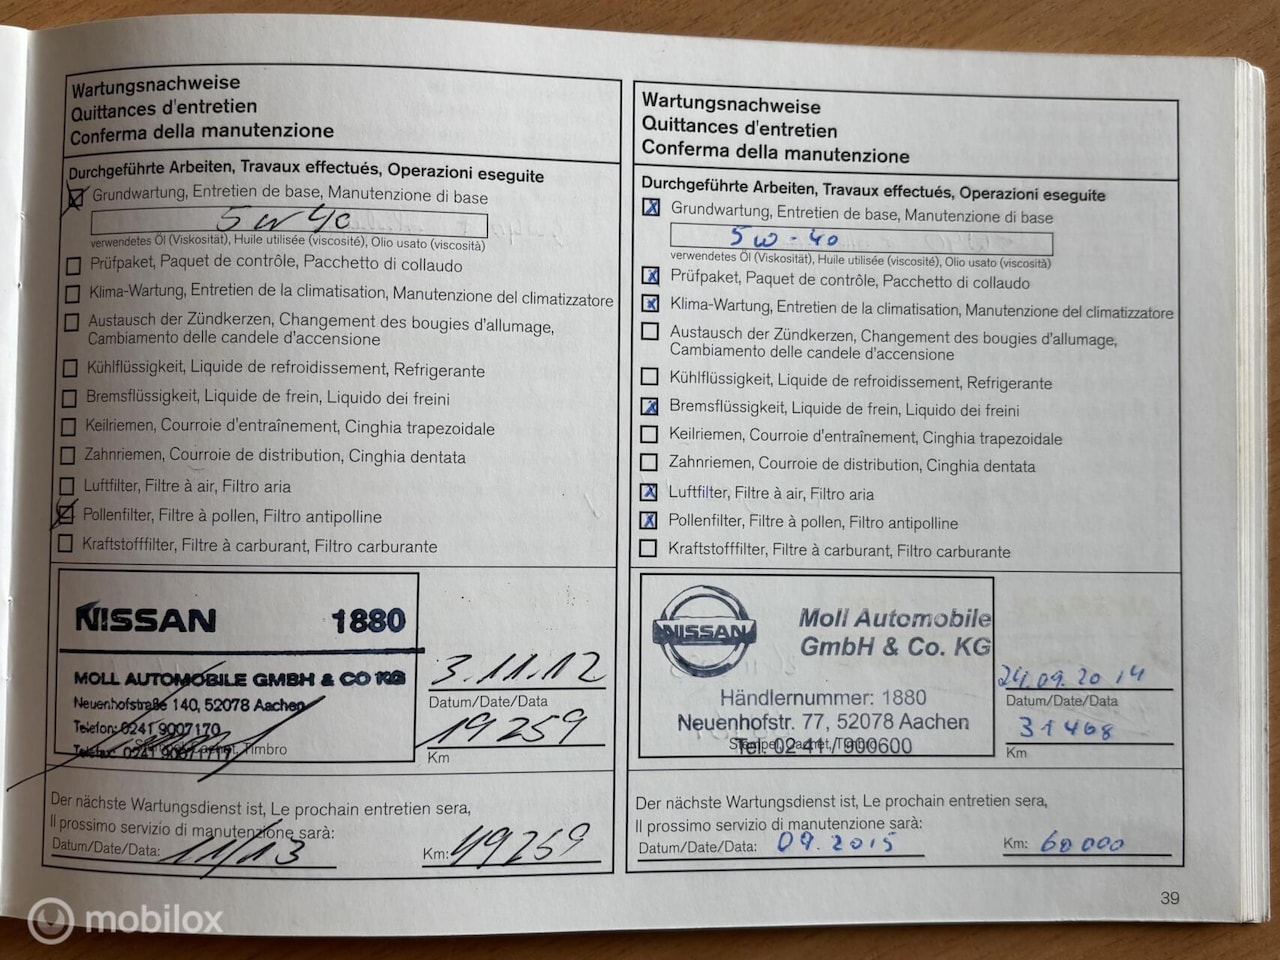 Wartungsnachweise
Quittances d'entretien
Conferma della manutenzione
Durchgeführte Arbeiten, Travaux effectués, Operazioni eseguite
Grundwartung, Entretien de base, Manutenzione di base
5W40
verwendetes Öl (Viskosität), Huile utilisée (viscosité), Olio usato (viscosità)
Prüfpaket, Paquet de contrôle, Pacchetto di collaudo
Klima-Wartung, Entretien de la climatisation, Manutenzione del climatizzatore
Austausch der Zündkerzen, Changement des bougies d'allumage,
Cambiamento delle candele d'accensione
Kühlflüssigkeit, Liquide de refroidissement, Refrigerante
Bremsflüssigkeit, Liquide de frein, Liquido dei freini
Keilriemen, Courroie d'entraînement, Cinghia trapezoidale
Zahnriemen, Courroie de distribution, Cinghia dentata
Luftfilter, Filtre à air, Filtro aria
Pollenfilter, Filtre à pollen, Filtro antipolline
Kraftstofffilter, Filtre à carburant, Filtro carburante
NISSAN 1880
MOLL AUTOMOBILE GMBH & CO KG
Neuenhofstraße 140, 52078 Aachen
Telefon: 0241 9007170
Telefax: 0241 90071717
Timbro
3.11.12
Datum/Date/Data
19259
Km
Der nächste Wartungsdienst ist, Le prochain entretien sera,
Il prossimo servizio di manutenzione sarà:
Datum/Date/Data: 11/13
Km: 49259
Wartungsnachweise
Quittances d'entretien
Conferma della manutenzione
Durchgeführte Arbeiten, Travaux effectués, Operazioni eseguite
Grundwartung, Entretien de base, Manutenzione di base
5W-40
verwendetes Öl (Viskosität), Huile utilisée (viscosité), Olio usato (viscosità)
Prüfpaket, Paquet de contrôle, Pacchetto di collaudo
Klima-Wartung, Entretien de la climatisation, Manutenzione del climatizzatore
Austausch der Zündkerzen, Changement des bougies d'allumage,
Cambiamento delle candele d'accensione
Kühlflüssigkeit, Liquide de refroidissement, Refrigerante
Bremsflüssigkeit, Liquide de frein, Liquido dei freini
Keilriemen, Courroie d'entraînement, Cinghia trapezoidale
Zahnriemen, Courroie de distribution, Cinghia dentata
Luftfilter, Filtre à air, Filtro aria
Pollenfilter, Filtre à pollen, Filtro antipolline
Kraftstofffilter, Filtre à carburant, Filtro carburante
NISSAN
Moll Automobile
GmbH & Co. KG
Händlernummer: 1880
Neuenhofstr. 77, 52078 Aachen
Tel: 02 41 / 900600
24.09.2014
Datum/Date/Data
31468
Km
Der nächste Wartungsdienst ist, Le prochain entretien sera,
Il prossimo servizio di manutenzione sarà:
Datum/Date/Data: 09.2015
Km: 60000
39
mobilox